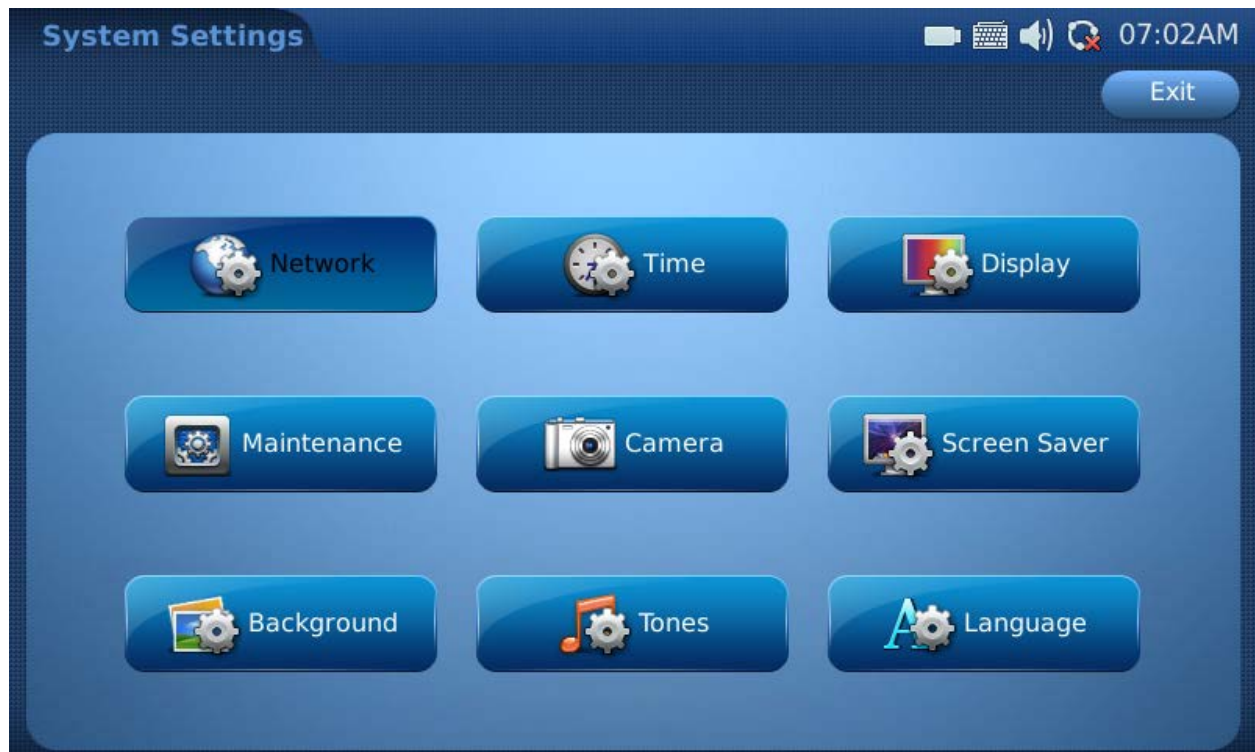 System Settings
07:02AM
Exit
Network
Time
Display
Maintenance
Camera
Screen Saver
Background
Tones
Language